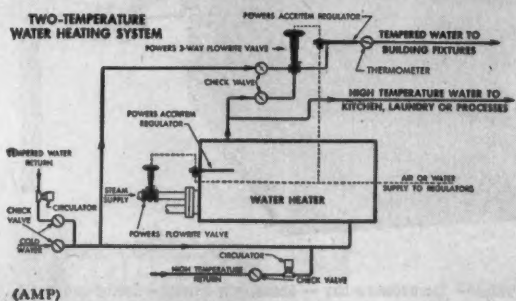 TWO-TEMPERATURE
WATER HEATING SYSTEM
POWERS ACCRITEM REGULATOR
POWERS 3-WAY FLOWRITE VALVE
TEMPERED WATER TO
BUILDING FIXTURES
THERMOMETER
CHECK
VALVE
HIGH TEMPERATURE WATER TO
KITCHEN, LAUNDRY OR PROCESSES
POWERS ACCRITEM
REGULATOR
TEMPERED WATER
RETURN
STEAM
SUPPLY
AIR OR WATER
SUPPLY TO REGULATORS
CIRCULATOR
WATER HEATER
CHECK
VALVE
POWERS FLOWRITE VALVE
COLD
WATER
CIRCULATOR
HIGH TEMPERATURE
RETURN
CHECK VALVE
(AMP)